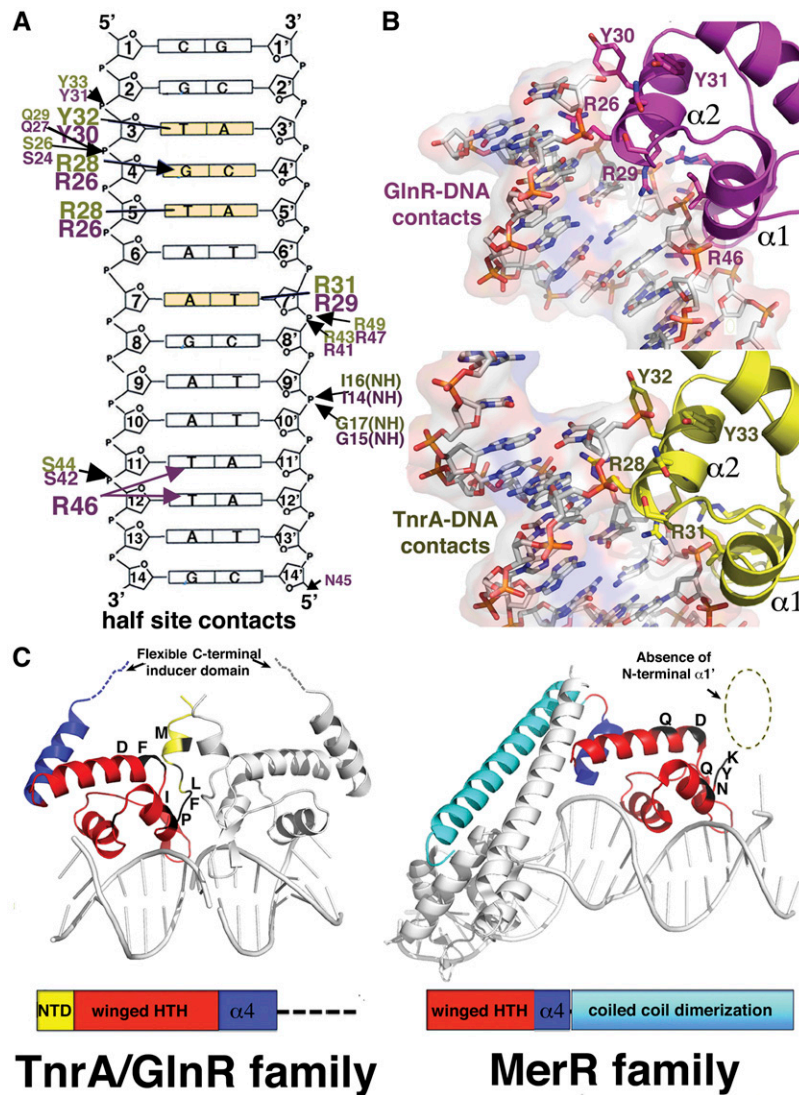 A
5' 3'
1 C G 1'
P P
2 G C 2'
Y33
Y31
P P
Q29 Y32 3 T A 3'
Q27 Y30
S26 P P
S24 R28 4 G C 4'
R26
P P
R28 5 T A 5'
R26
P P
6 A T 6'
P P
7 A T 7' R31
R29
P P R49
R43 R47
R41
8 G C 8'
P P
9 A T 9' I16(NH)
I14(NH)
P P
10 A T 10' G17(NH)
G15(NH)
P P
S44 11 T A 11'
S42 P P
R46 12 T A 12'
P P
13 A T 13'
P P
14 G C 14' N45
3' 5'
half site contacts
B
Y30
Y31
R26
α2
GlnR-DNA
contacts
R29
α1
R46
Y32
Y33
R28
α2
TnrA-DNA
contacts
R31
α1
C
Flexible C-terminal
inducer domain
M
D F
L
F
I
P
NTD winged HTH α4
TnrA/GlnR family
Absence of
N-terminal α1'
Q D
K
Q Y
N
winged HTH α4 coiled coil dimerization
MerR family